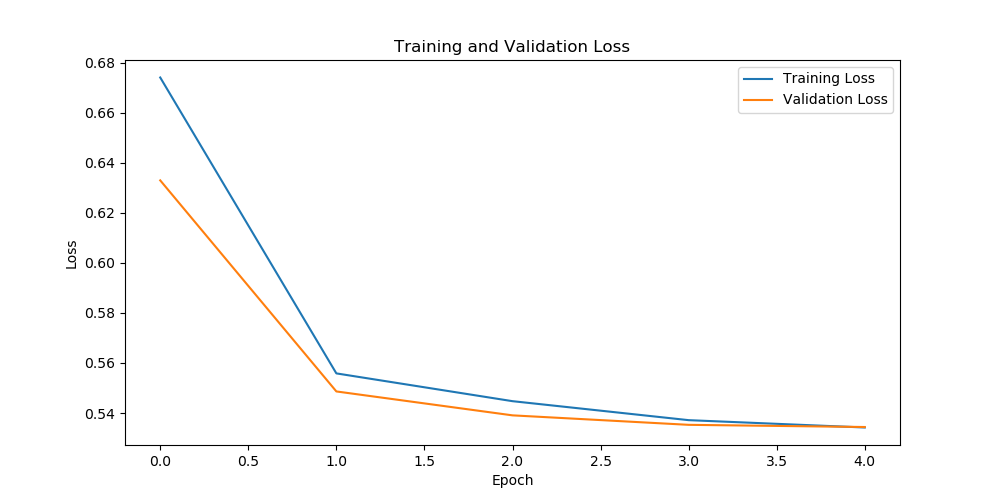 Training and Validation Loss
Training Loss
Validation Loss
Loss
0.68
0.66
0.64
0.62
0.60
0.58
0.56
0.54
0.0 0.5 1.0 1.5 2.0 2.5 3.0 3.5 4.0
Epoch